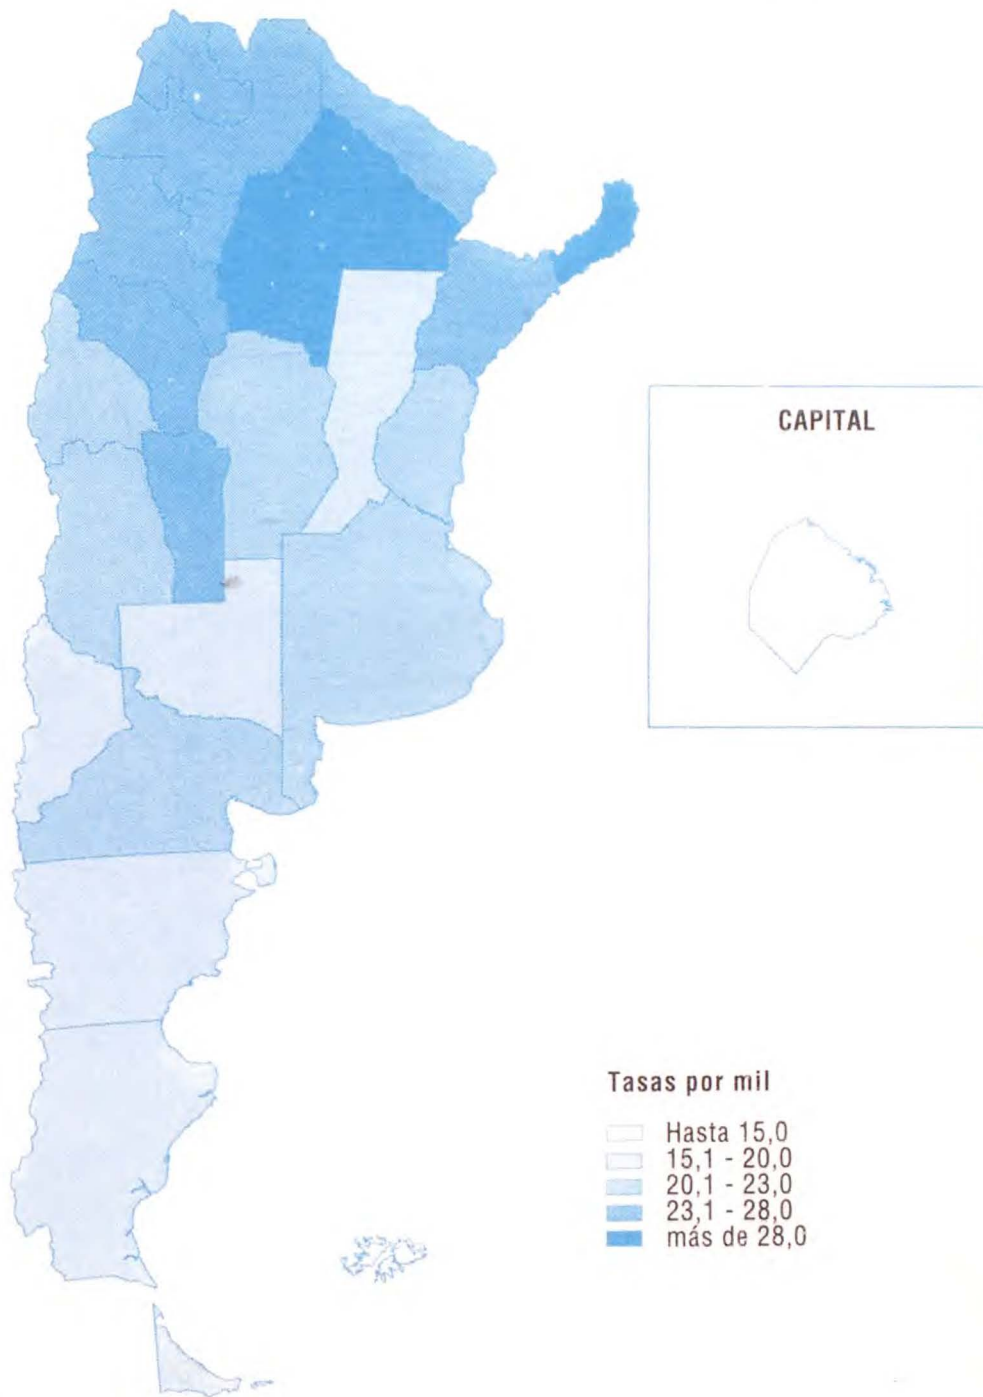 CAPITAL
Tasas por mil
Hasta 15,0
15,1 - 20,0
20,1 - 23,0
23,1 - 28,0
más de 28,0